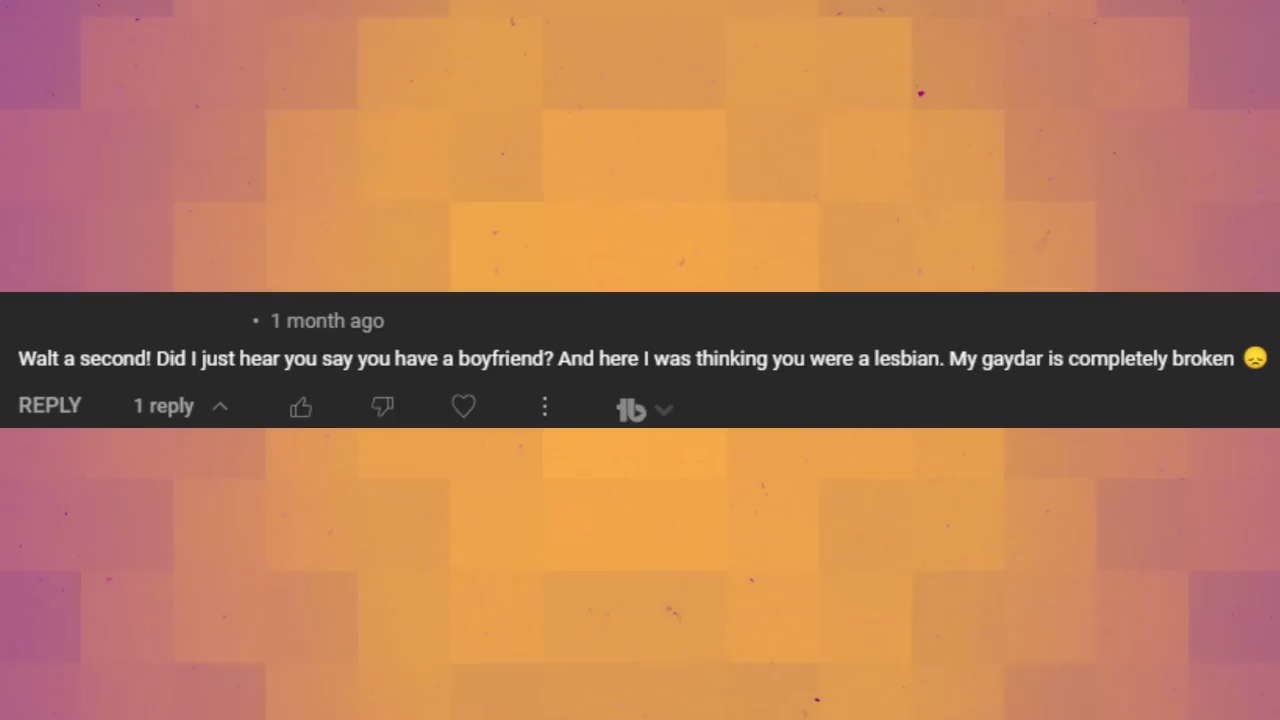 • 1 month ago
Walt a second! Did I just hear you say you have a boyfriend? And here I was thinking you were a lesbian. My gaydar is completely broken 😞
REPLY 1 reply